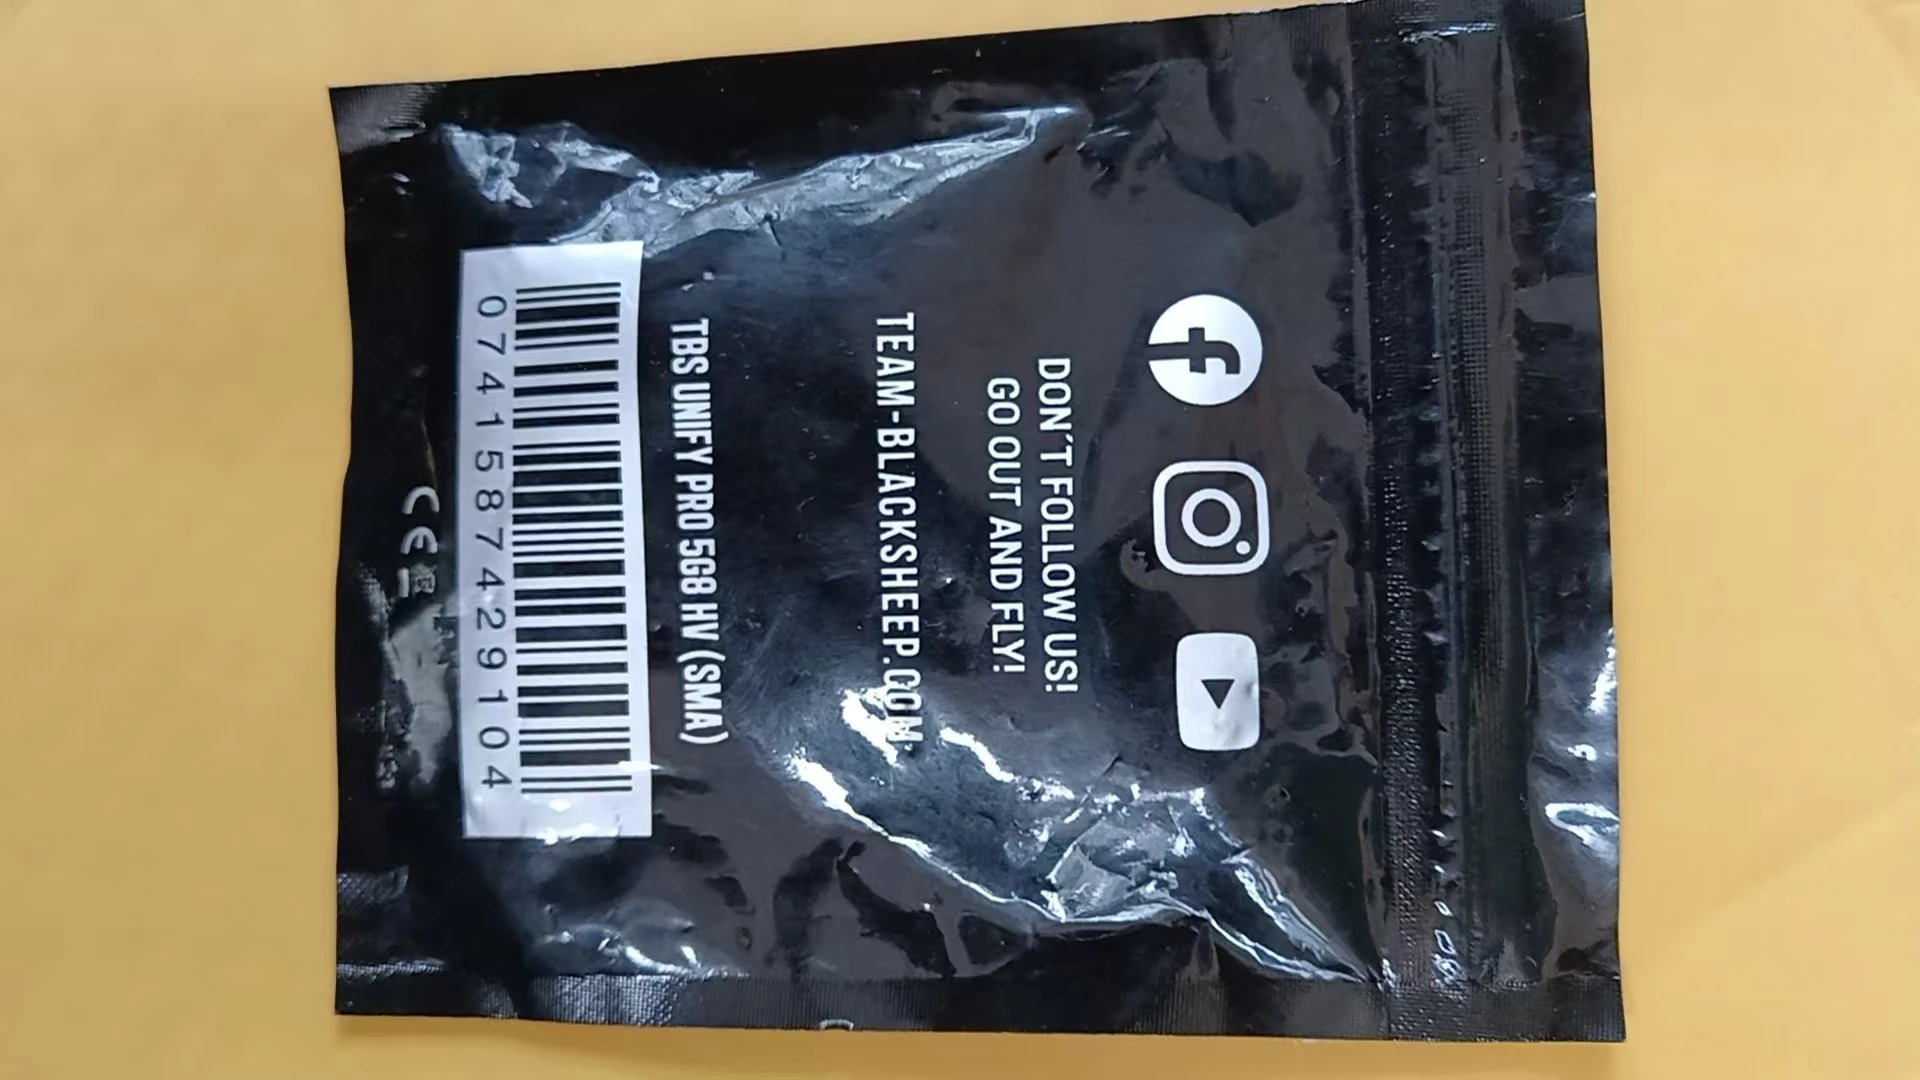 DON'T FOLLOW US!
GO OUT AND FLY!
TEAM-BLACKSHEEP.COM
TBS UNIFY PRO 5G8 HV (SMA)
0741587429104
CE